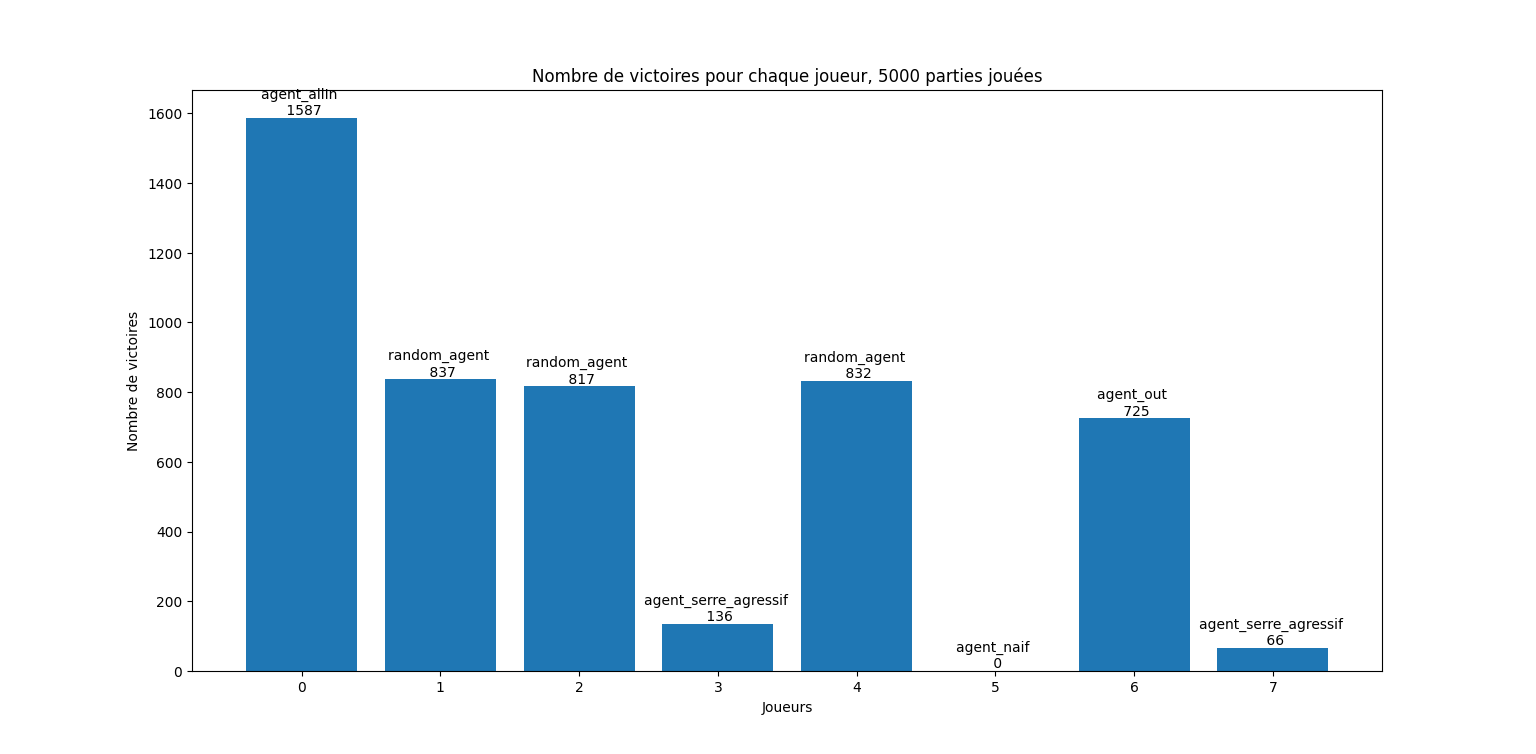 Nombre de victoires pour chaque joueur, 5000 parties jouées
agent_allin
1587
random_agent
837
random_agent
817
agent_serre_agressif
136
random_agent
832
agent_naif
0
agent_out
725
agent_serre_agressif
66
Nombre de victoires
1600
1400
1200
1000
800
600
400
200
0
0 1 2 3 4 5 6 7
Joueurs